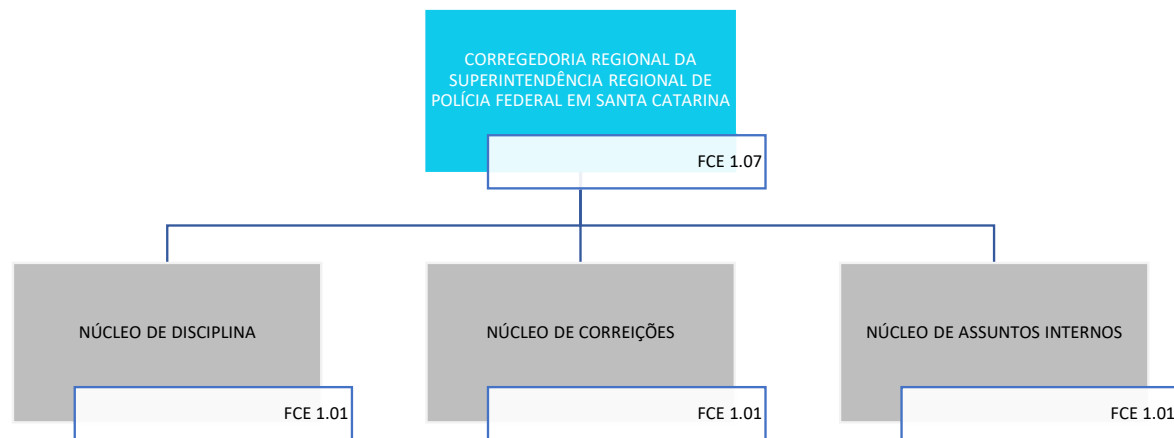 CORREGEDORIA REGIONAL DA
SUPERINTENDÊNCIA REGIONAL DE
POLÍCIA FEDERAL EM SANTA CATARINA
FCE 1.07
NÚCLEO DE DISCIPLINA
FCE 1.01
NÚCLEO DE CORREIÇÕES
FCE 1.01
NÚCLEO DE ASSUNTOS INTERNOS
FCE 1.01